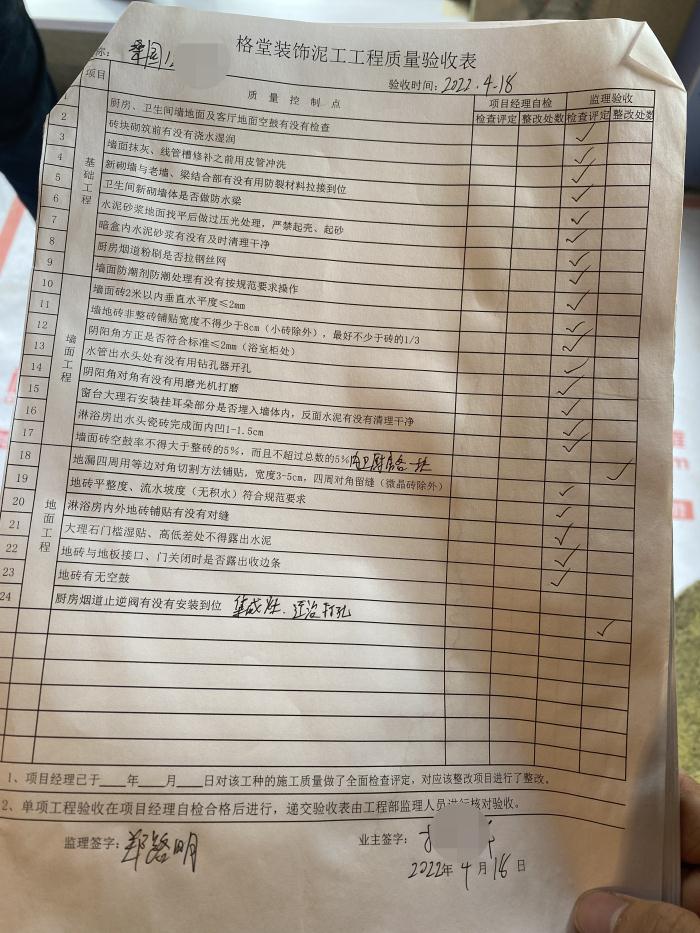 格堂装饰泥工工程质量验收表
称:
验收时间: 2022.4.18
项目 质量控制点 项目经理自检 监理验收
检查评定 整改处数 检查评定 整改处数
1 厨房、卫生间墙地面及客厅地面空鼓有没有检查 ✓
2 砖块砌筑前有没有浇水湿润 ✓
3 墙面抹灰、线管槽修补之前用皮管冲洗 ✓
4 新砌墙与老墙、梁结合部有没有用防裂材料拉接到位 ✓
基础工程
5 卫生间新砌墙体是否做防水梁 ✓
6 水泥砂浆地面找平后做过压光处理，严禁起壳、起砂 ✓
7 暗盒内水泥砂浆有没有及时清理干净 ✓
8 厨房烟道粉刷是否拉钢丝网 ✓
9 墙面防潮剂防潮处理有没有按规范要求操作 ✓
10 墙面砖2米以内垂直水平度≤2mm ✓
11 墙地砖非整砖铺贴宽度不得少于8cm（小砖除外），最好不少于砖的1/3 ✓
12 阴阳角方正是否符合标准≤2mm（浴室柜处） ✓
墙面工程
13 水管出水头处有没有用钻孔器开孔 ✓
14 阴阳角对角有没有用磨光机打磨 ✓
15 窗台大理石安装挂耳朵部分是否埋入墙体内，反面水泥有没有清理干净 ✓
16 淋浴房出水头瓷砖完成面内凹1-1.5cm ✓
17 墙面砖空鼓率不得大于整砖的5%，而且不超过总数的5% ✓
18 地漏四周用等边对角切割方法铺贴，宽度3-5cm，四周对角留缝（微晶砖除外） ✓
19 地砖平整度、流水坡度（无积水）符合规范要求 ✓
20 淋浴房内外地砖铺贴有没有对缝 ✓
地面工程
21 大理石门槛湿贴、高低差处不得露出水泥 ✓
22 地砖与地板接口、门关闭时是否露出收边条 ✓
23 地砖有无空鼓
24 厨房烟道止逆阀有没有安装到位 集成灶. 还没打孔 ✓
1、项目经理己于____年____月____日对该工种的施工质量做了全面检查评定，对应该整改项目进行了整改。
2、单项工程验收在项目经理自检合格后进行，递交验收表由工程部监理人员进行核对验收。
监理签字: 业主签字:
2022年4月18日